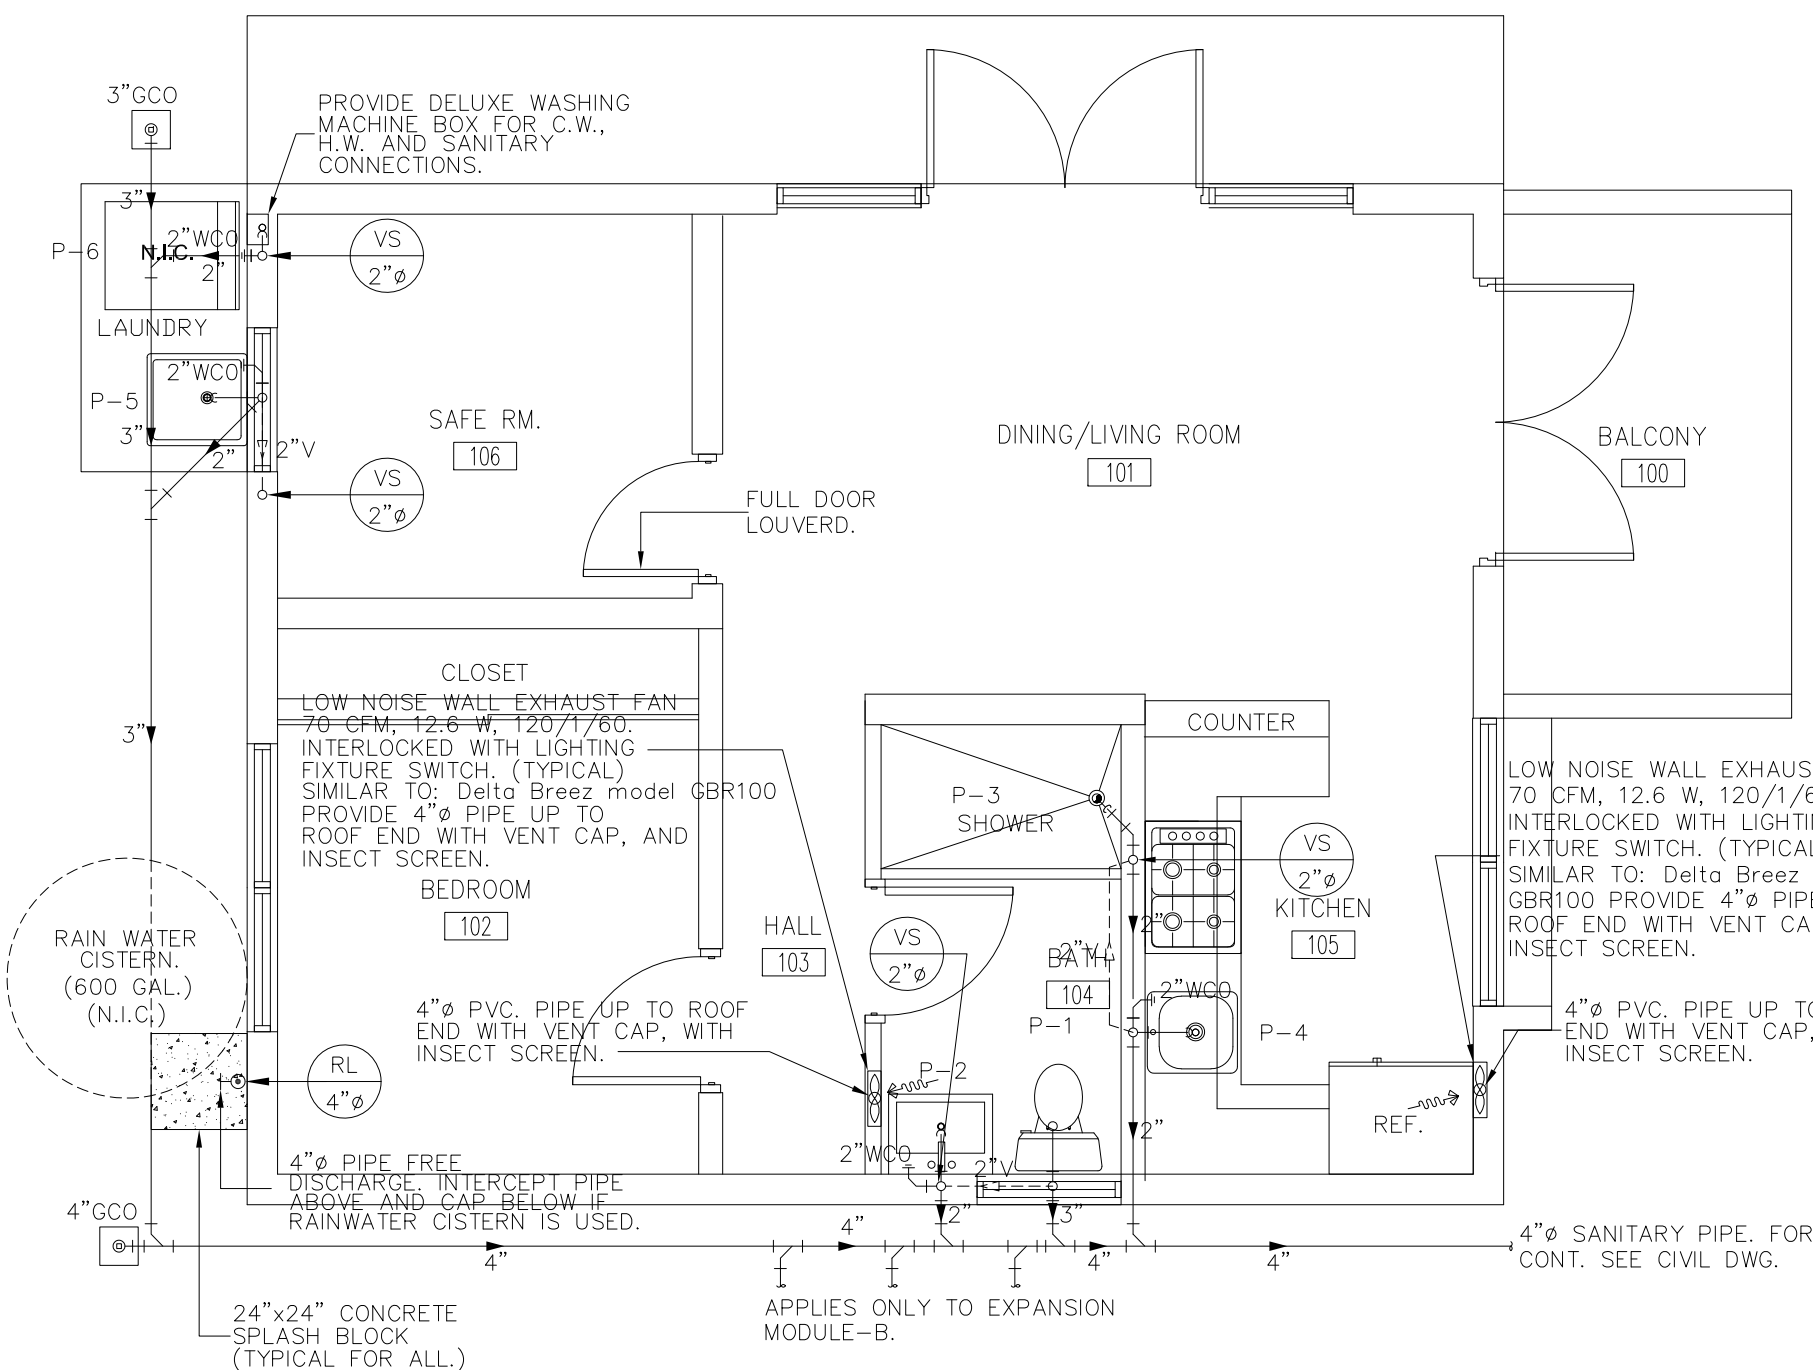 3"GCO
PROVIDE DELUXE WASHING
MACHINE BOX FOR C.W.,
H.W. AND SANITARY
CONNECTIONS.
3"
P-6
N.I.C.
2"WCO
2"
VS
2"ø
LAUNDRY
2"WCO
P-5
3"
2"
2"V
VS
2"ø
SAFE RM.
106
FULL DOOR
LOUVERD.
DINING/LIVING ROOM
101
BALCONY
100
CLOSET
LOW NOISE WALL EXHAUST FAN
70 CFM, 12.6 W, 120/1/60.
INTERLOCKED WITH LIGHTING
FIXTURE SWITCH. (TYPICAL)
SIMILAR TO: Delta Breez model GBR100
PROVIDE 4"ø PIPE UP TO
ROOF END WITH VENT CAP, AND
INSECT SCREEN.
3"
BEDROOM
102
COUNTER
P-3
SHOWER
VS
2"ø
KITCHEN
105
LOW NOISE WALL EXHAUS
70 CFM, 12.6 W, 120/1/6
INTERLOCKED WITH LIGHTI
FIXTURE SWITCH. (TYPICAL
SIMILAR TO: Delta Breez
GBR100 PROVIDE 4"ø PIPE
ROOF END WITH VENT CA
INSECT SCREEN.
HALL
103
VS
2"ø
2"
2"V
BATH
104
2"WCO
P-1
P-4
RAIN WATER
CISTERN.
(600 GAL.)
(N.I.C.)
4"ø PVC. PIPE UP TO ROOF
END WITH VENT CAP, WITH
INSECT SCREEN.
4"ø PVC. PIPE UP TO
END WITH VENT CAP,
INSECT SCREEN.
RL
4"ø
P-2
REF.
2"
2"WCO
2"V
4"ø PIPE FREE
DISCHARGE. INTERCEPT PIPE
ABOVE AND CAP BELOW IF
RAINWATER CISTERN IS USED.
4"GCO
4"
4"
2"
3"
4"
4"
4"ø SANITARY PIPE. FOR
CONT. SEE CIVIL DWG.
24"x24" CONCRETE
SPLASH BLOCK
(TYPICAL FOR ALL.)
APPLIES ONLY TO EXPANSION
MODULE-B.